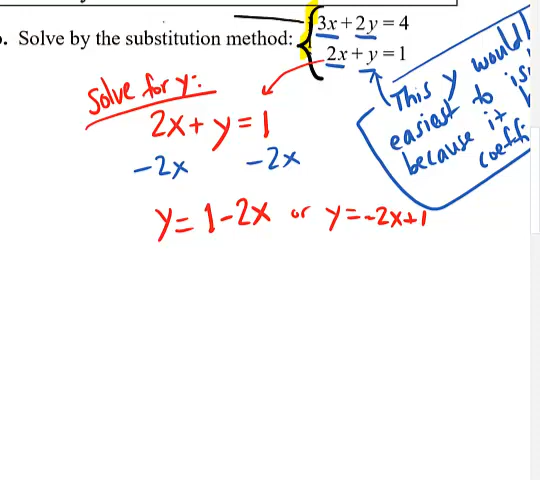 . Solve by the substitution method:
3x + 2y = 4
2x + y = 1
Solve for y:
2x + y = 1
-2x -2x
y = 1 - 2x or y = -2x + 1
This y would
easiest to
because it